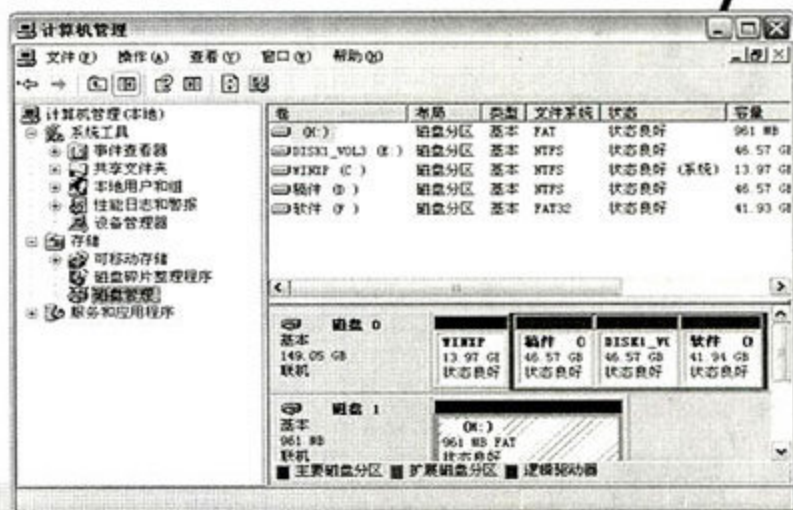 计算机管理
文件(F) 操作(A) 查看(V) 窗口(W) 帮助(H)
计算机管理(本地)
系统工具
事件查看器
共享文件夹
本地用户和组
性能日志和警报
设备管理器
存储
可移动存储
磁盘碎片整理程序
磁盘管理
服务和应用程序
卷 布局 类型 文件系统 状态 容量
磁盘分区 基本 FAT 状态良好 961 MB
DISK1_VOL3 (E:) 磁盘分区 基本 NTFS 状态良好 46.57 GB
WINXP (C ) 磁盘分区 基本 NTFS 状态良好 (系统) 13.97 GB
稿件 (D ) 磁盘分区 基本 NTFS 状态良好 46.57 GB
软件 (F ) 磁盘分区 基本 FAT32 状态良好 41.93 GB
磁盘 0
基本
149.05 GB
联机
WINXP
13.97 GB
状态良好
稿件
46.57 GB
状态良好
DISK1_VO
46.57 GB
状态良好
软件
41.94 GB
状态良好
磁盘 1
基本
961 MB
联机
961 MB FAT
状态良好
主要磁盘分区 扩展磁盘分区 逻辑驱动器